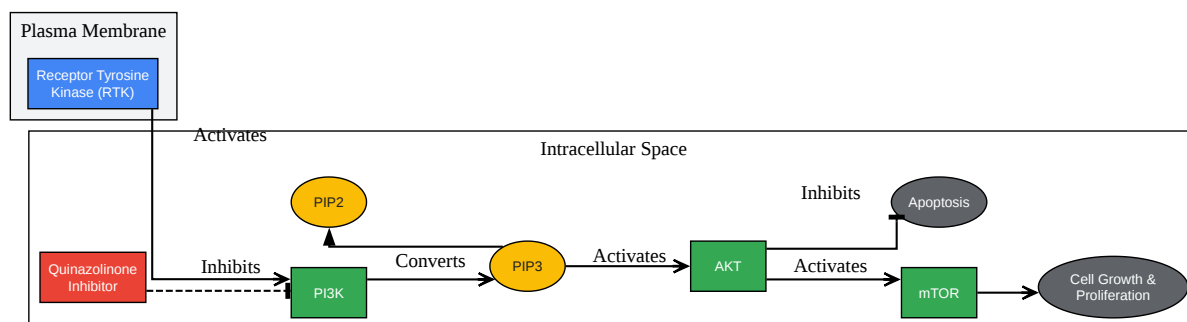 Plasma Membrane
Receptor Tyrosine
Kinase (RTK)
Activates
Intracellular Space
PIP2
Inhibits
Apoptosis
Quinazolinone
Inhibitor
Inhibits
PI3K
Converts
PIP3
Activates
AKT
Activates
mTOR
Cell Growth &
Proliferation